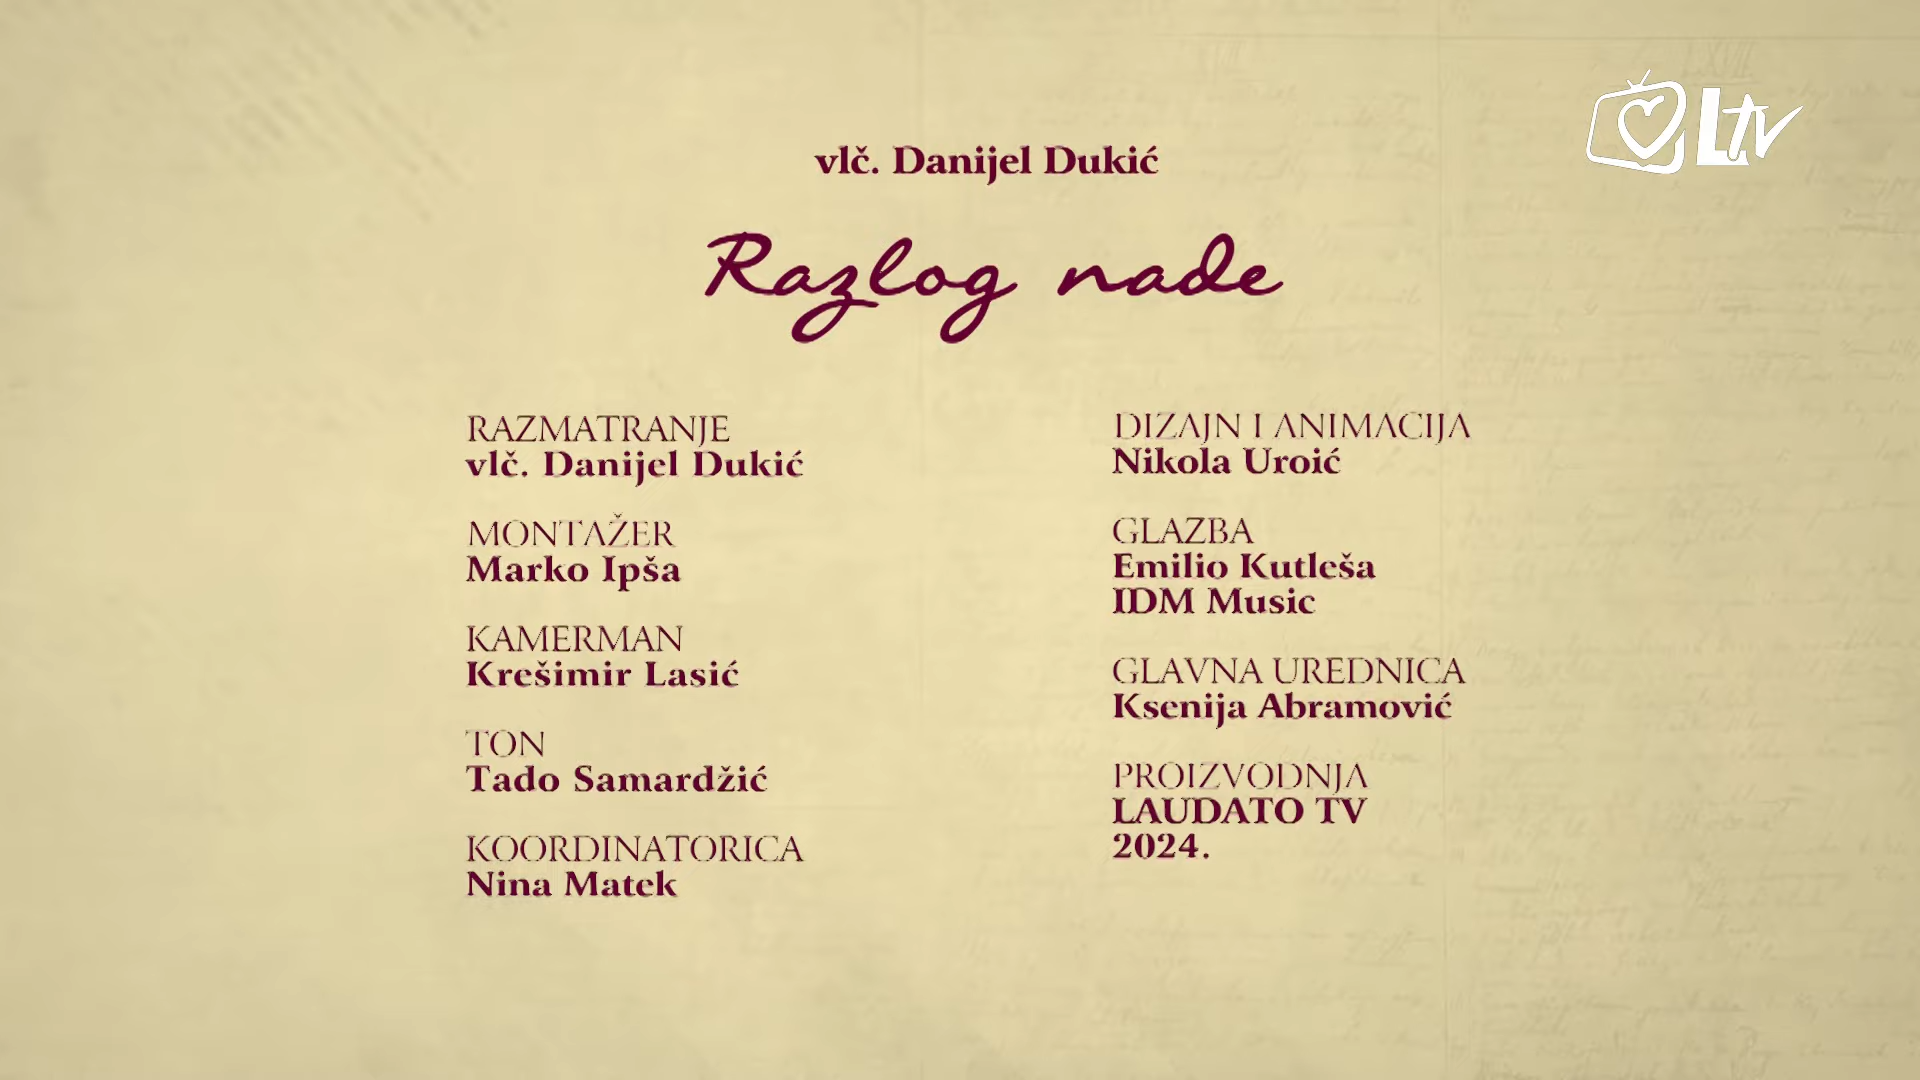 LTV
vlč. Danijel Dukić
Razlog nade
RAZMATRANJE
vlč. Danijel Dukić
MONTAŽER
Marko Ipša
KAMERMAN
Krešimir Lasić
TON
Tado Samardžić
KOORDINATORICA
Nina Matek
DIZAJN I ANIMACIJA
Nikola Uroić
GLAZBA
Emilio Kutleša
IDM Music
GLAVNA UREDNICA
Ksenija Abramović
PROIZVODNJA
LAUDATO TV
2024.